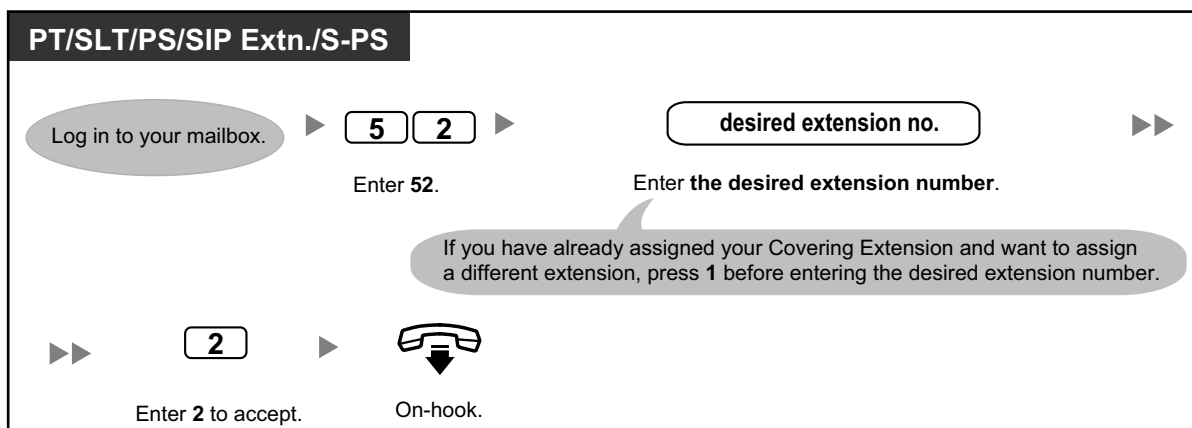 PT/SLT/PS/SIP Extn./S-PS
Log in to your mailbox.
5 2
desired extension no.
Enter 52.
Enter the desired extension number.
If you have already assigned your Covering Extension and want to assign
a different extension, press 1 before entering the desired extension number.
2
Enter 2 to accept.
On-hook.